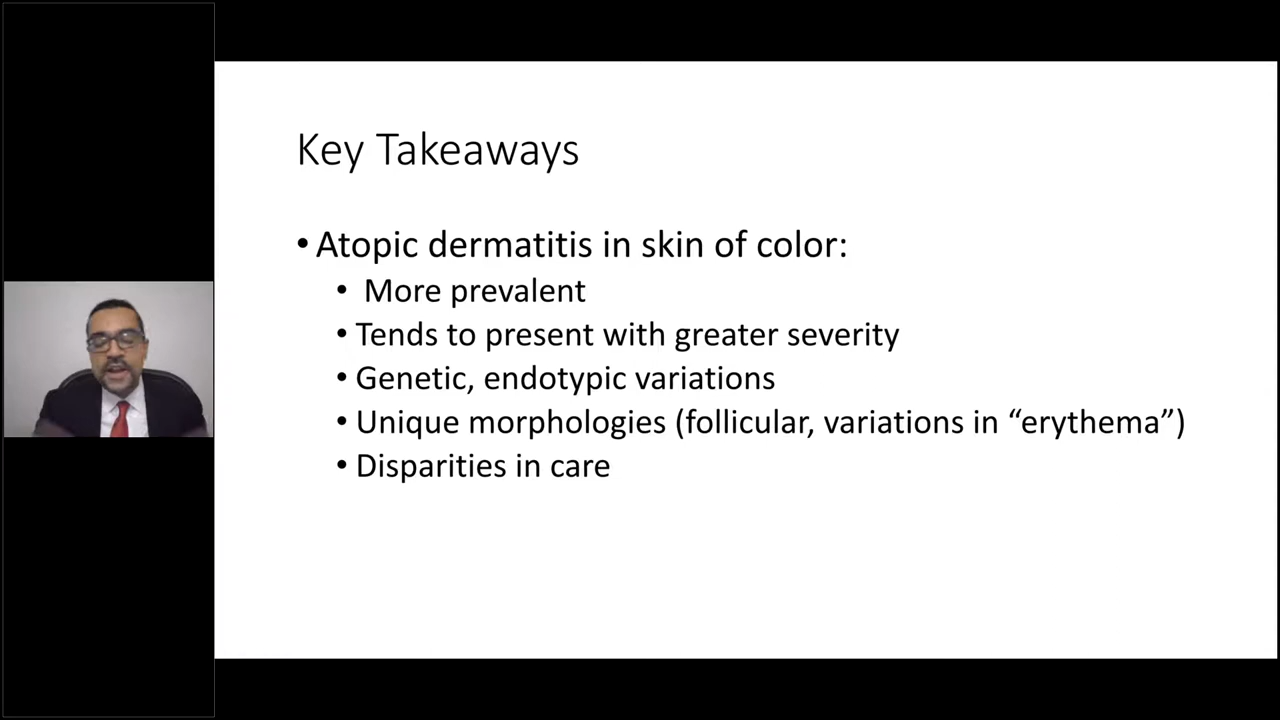 Key Takeaways
• Atopic dermatitis in skin of color:
• More prevalent
• Tends to present with greater severity
• Genetic, endotypic variations
• Unique morphologies (follicular, variations in “erythema”)
• Disparities in care